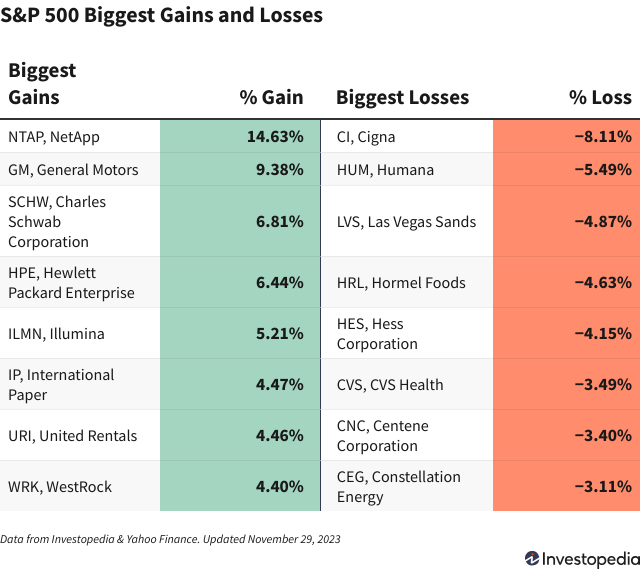 S&P 500 Biggest Gains and Losses
Biggest
Gains
% Gain
Biggest Losses
% Loss
NTAP, NetApp
14.63%
CI, Cigna
−8.11%
GM, General Motors
9.38%
HUM, Humana
−5.49%
SCHW, Charles
Schwab
Corporation
6.81%
LVS, Las Vegas Sands
−4.87%
HPE, Hewlett
Packard Enterprise
6.44%
HRL, Hormel Foods
−4.63%
ILMN, Illumina
5.21%
HES, Hess
Corporation
−4.15%
IP, International
Paper
4.47%
CVS, CVS Health
−3.49%
URI, United Rentals
4.46%
CNC, Centene
Corporation
−3.40%
WRK, WestRock
4.40%
CEG, Constellation
Energy
−3.11%
Data from Investopedia & Yahoo Finance. Updated November 29, 2023
Investopedia